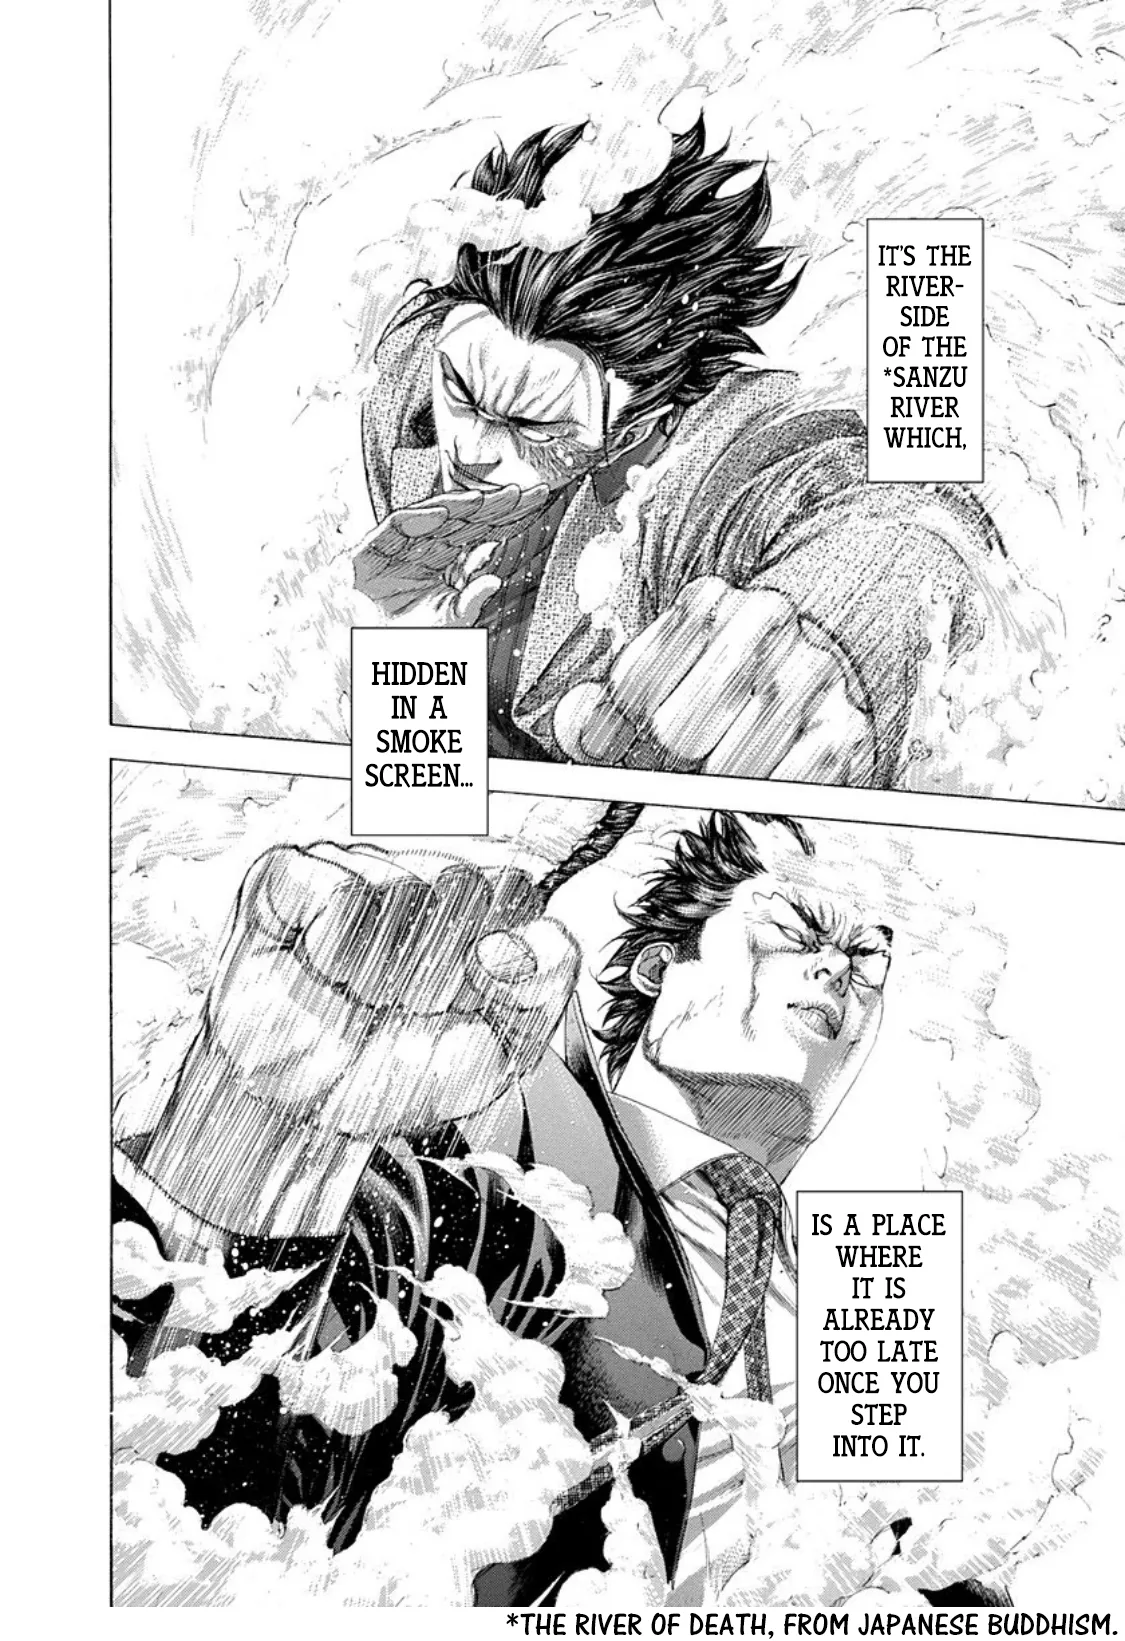 IT'S THE
RIVER-
SIDE
OF THE
*SANZU
RIVER
WHICH,
HIDDEN
IN A
SMOKE
SCREEN...
IS A PLACE
WHERE
IT IS
ALREADY
TOO LATE
ONCE YOU
STEP
INTO IT.
*THE RIVER OF DEATH, FROM JAPANESE BUDDHISM.